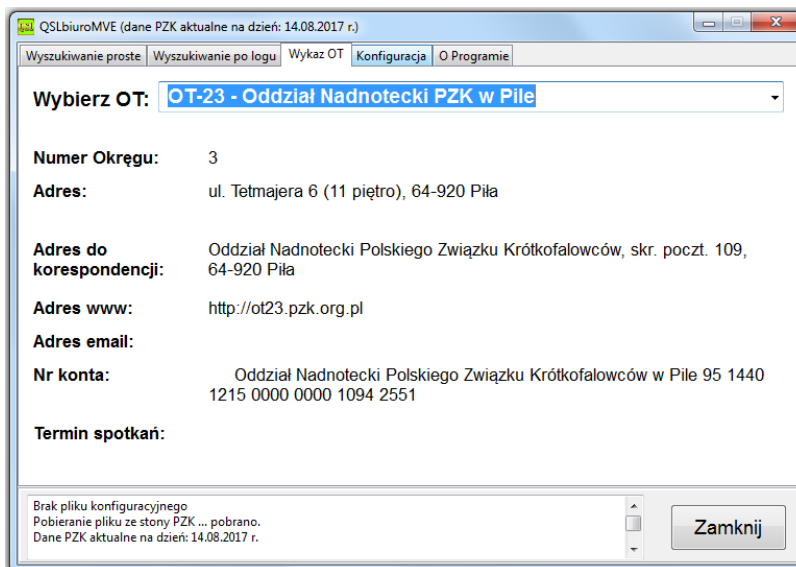 QSLbiuroMVE (dane PZK aktualne na dzień: 14.08.2017 r.)
Wyszukiwanie proste Wyszukiwanie po logu Wykaz OT Konfiguracja O Programie
Wybierz OT: OT-23 - Oddział Nadnotecki PZK w Pile
Numer Okręgu: 3
Adres: ul. Tetmajera 6 (11 piętro), 64-920 Piła
Adres do korespondencji: Oddział Nadnotecki Polskiego Związku Krótkofalowców, skr. poczt. 109,
64-920 Piła
Adres www: http://ot23.pzk.org.pl
Adres email:
Nr konta: Oddział Nadnotecki Polskiego Związku Krótkofalowców w Pile 95 1440
1215 0000 0000 1094 2551
Termin spotkań:
Brak pliku konfiguracyjnego
Pobieranie pliku ze stony PZK ... pobrano.
Dane PZK aktualne na dzień: 14.08.2017 r.
Zamknij